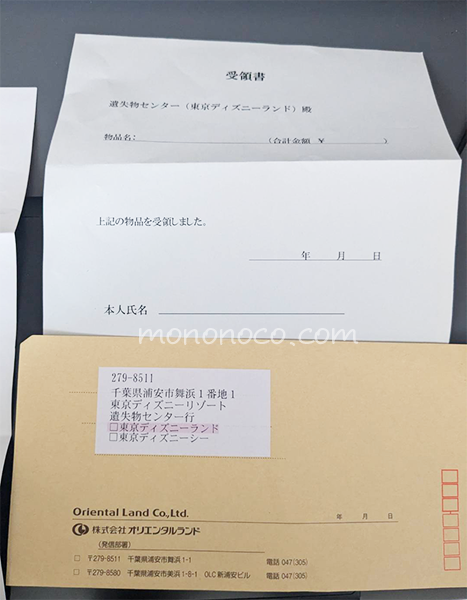 受領書
遺失物センター（東京ディズニーランド）殿
物品名：（合計金額 ￥ ）
上記の物品を受領しました。
年 月 日
本人氏名
mononoco.com
279-8511
千葉県浦安市舞浜１番地１
東京ディズニーリゾート
遺失物センター行
□東京ディズニーランド
□東京ディズニーシー
Oriental Land Co.,Ltd.
年 月 日
株式会社オリエンタルランド
（発信部署）
□ 〒279-8511 千葉県浦安市舞浜1-1 電話 047(305)
□ 〒279-8580 千葉県浦安市美浜1-8-1 OLC 新浦安ビル 電話 047(305)